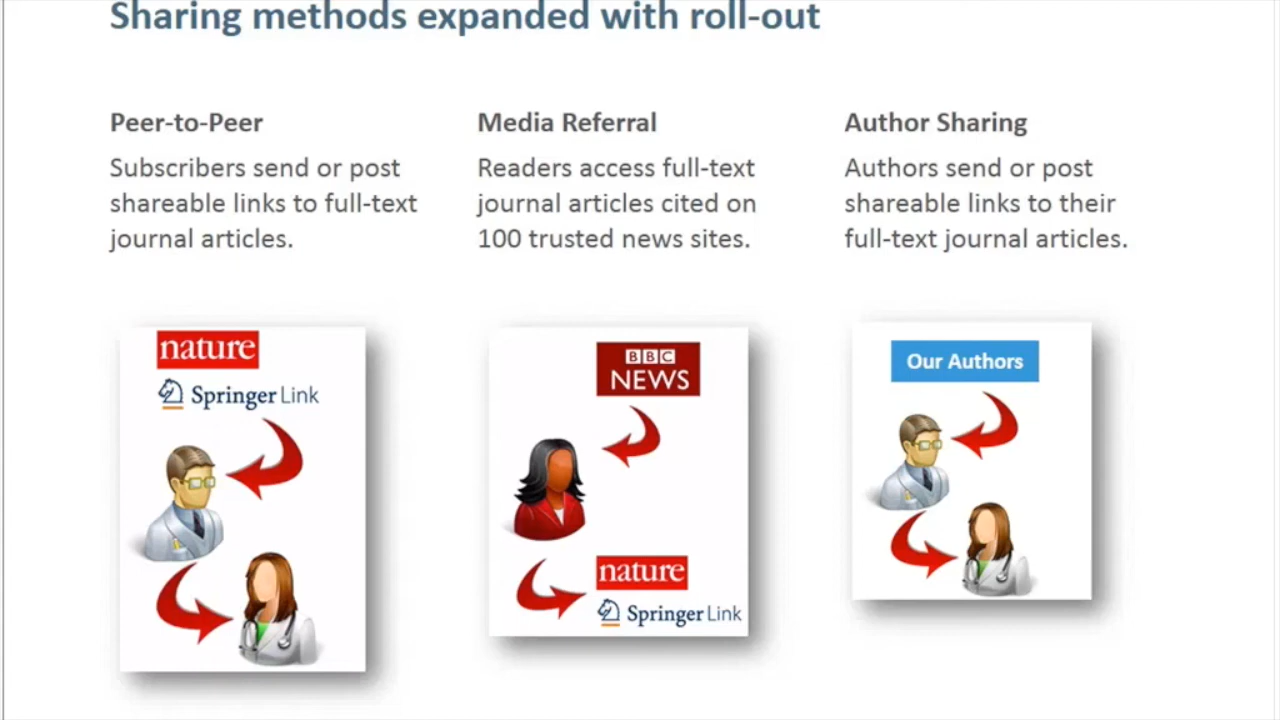 Sharing methods expanded with roll-out
Peer-to-Peer
Subscribers send or post
shareable links to full-text
journal articles.
Media Referral
Readers access full-text
journal articles cited on
100 trusted news sites.
Author Sharing
Authors send or post
shareable links to their
full-text journal articles.
nature
Springer Link
BBC
NEWS
nature
Springer Link
Our Authors